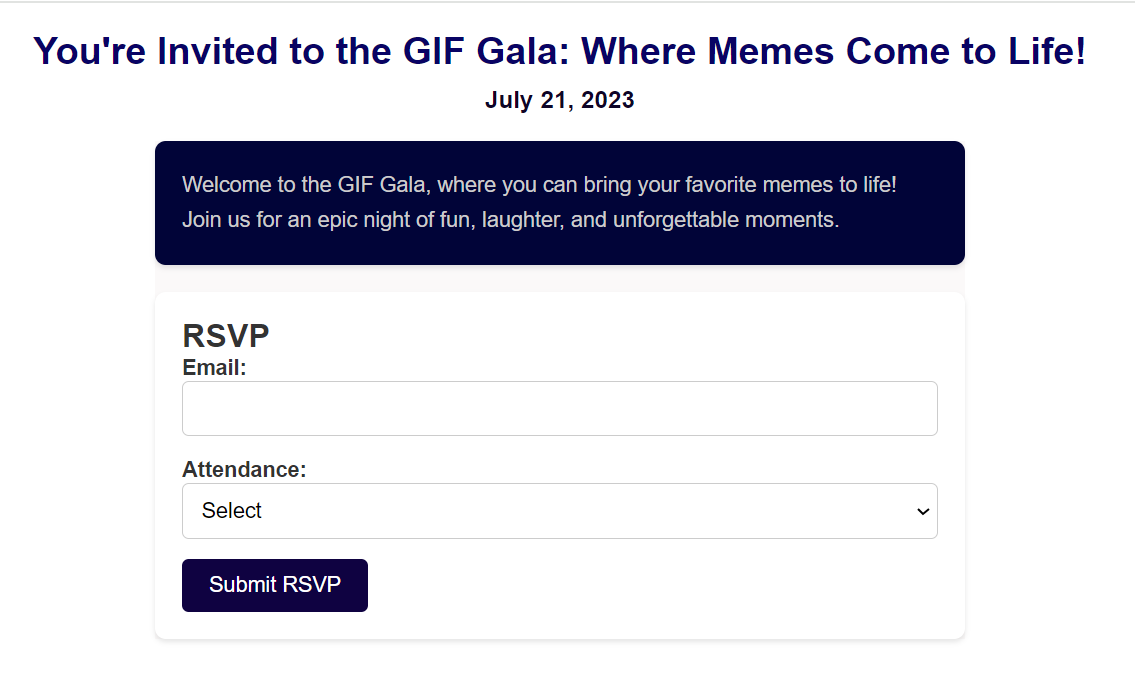 You're Invited to the GIF Gala: Where Memes Come to Life!
July 21, 2023
Welcome to the GIF Gala, where you can bring your favorite memes to life!
Join us for an epic night of fun, laughter, and unforgettable moments.
RSVP
Email:
Attendance:
Select
Submit RSVP